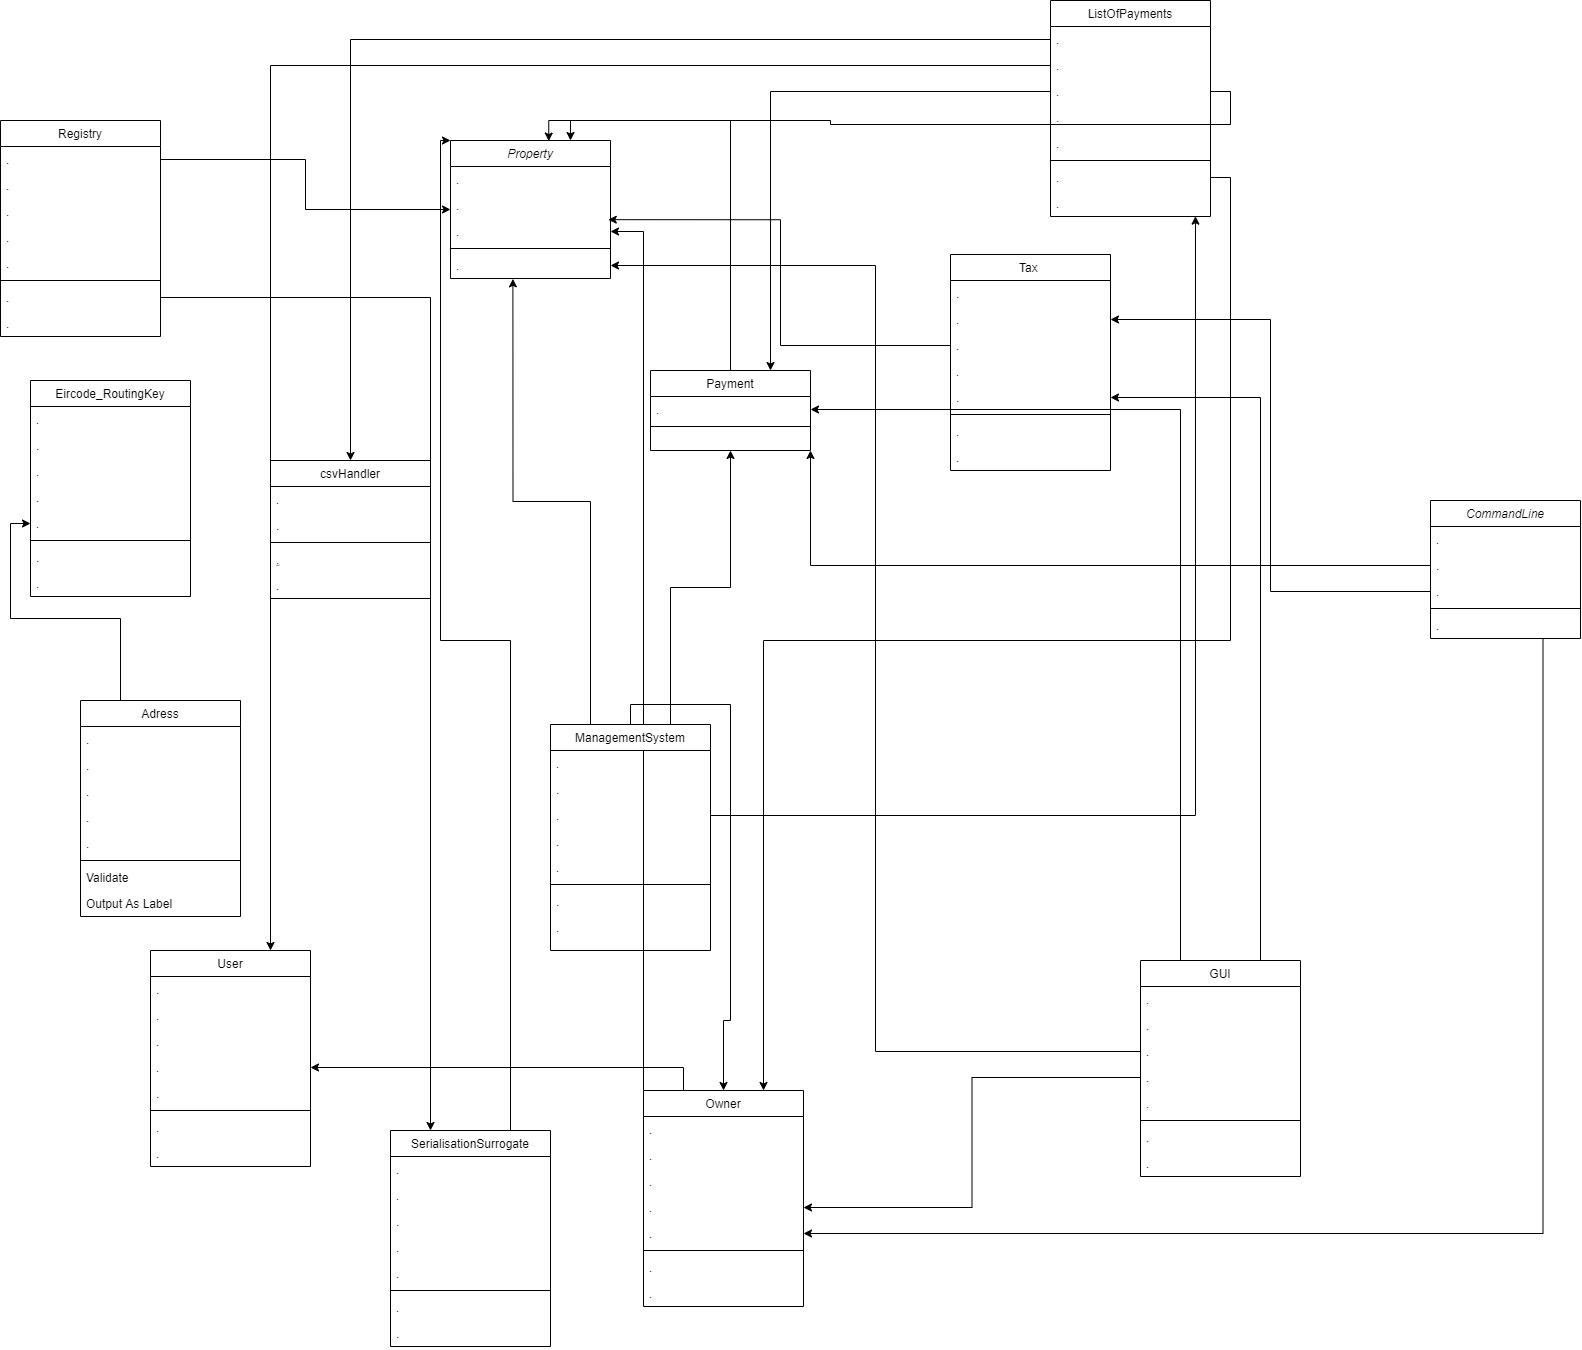 ListOfPayments
Registry
Property
Tax
Payment
Eircode_RoutingKey
csvHandler
CommandLine
Adress
Validate
Output As Label
ManagementSystem
User
GUI
Owner
SerialisationSurrogate